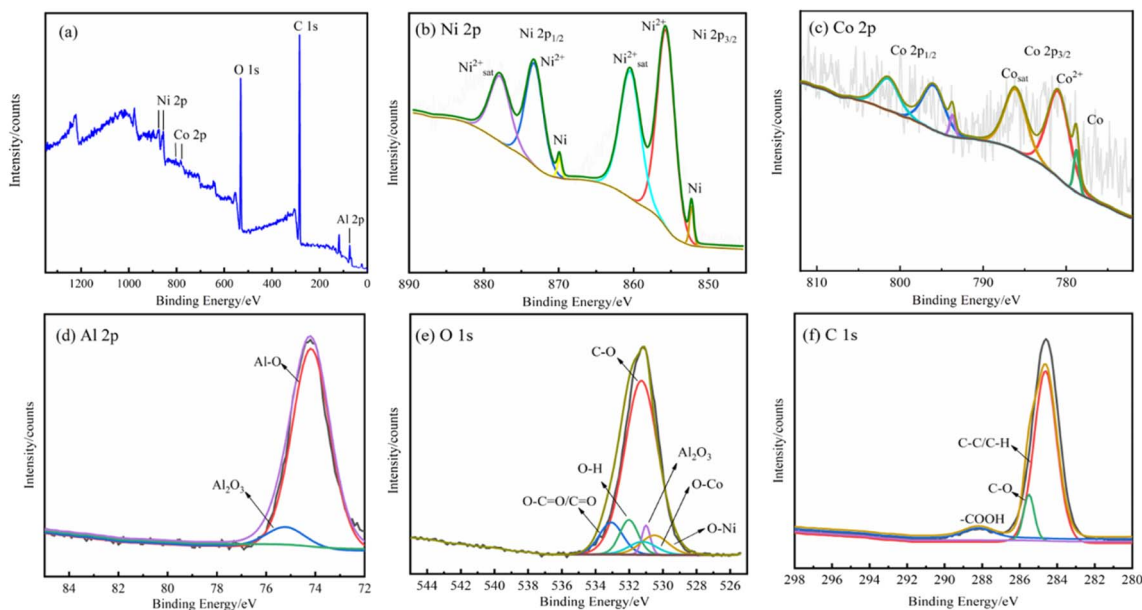 (a)
C 1s
O 1s
Ni 2p
Co 2p
Al 2p
Intensity/counts
1200 1000 800 600 400 200 0
Binding Energy/eV
(b) Ni 2p
Ni 2p1/2
Ni2+
Ni2+sat
Ni
Ni2+
Ni 2p3/2
Ni2+sat
Ni
Intensity/counts
890 880 870 860 850
Binding Energy/eV
(c) Co 2p
Co 2p1/2
Co 2p3/2
Cosat
Co2+
Co
Intensity/counts
810 800 790 780
Binding Energy/eV
(d) Al 2p
Al-O
Al2O3
Intensity/counts
84 82 80 78 76 74 72
Binding Energy/eV
(e) O 1s
C-O
Al2O3
O-H
O-Co
O-C=O/C=O
O-Ni
Intensity/counts
544 542 540 538 536 533 532 530 528 526
Binding Energy/eV
(f) C 1s
C-C/C-H
C-O
-COOH
Intensity/counts
298 296 294 292 290 288 286 284 282 280
Binding Energy/eV